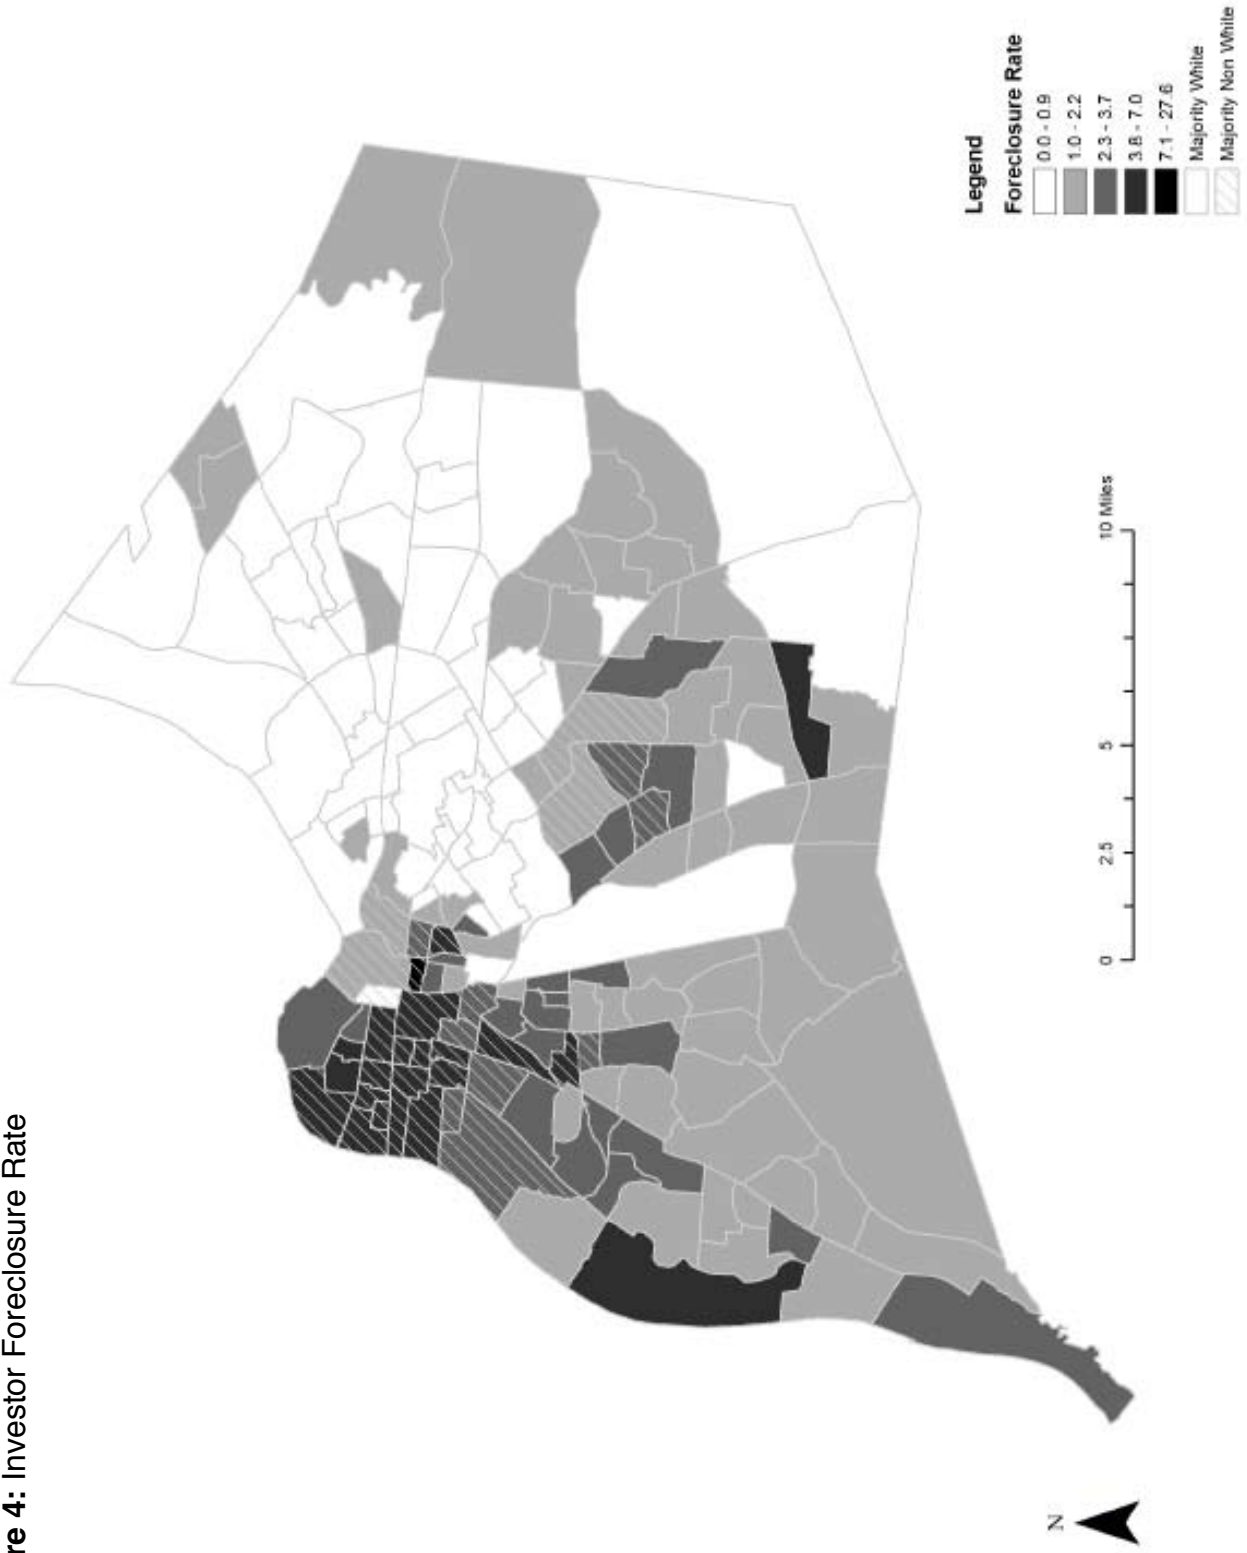 re 4: Investor Foreclosure Rate
Legend
Foreclosure Rate
0.0 - 0.9
1.0 - 2.2
2.3 - 3.7
3.8 - 7.0
7.1 - 27.6
Majority White
Majority Non White
0 2.5 5 10 Miles
N